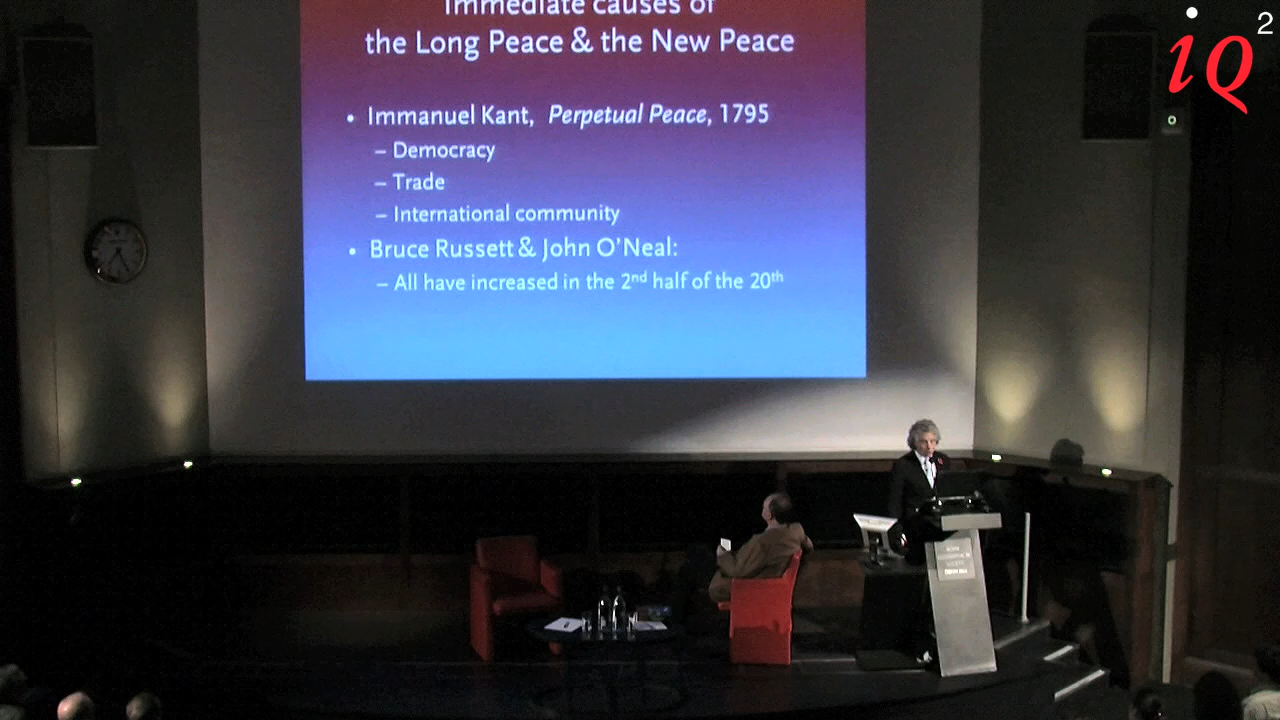 Immediate causes of
the Long Peace & the New Peace
• Immanuel Kant, Perpetual Peace, 1795
– Democracy
– Trade
– International community
• Bruce Russett & John O'Neal:
– All have increased in the 2nd half of the 20th
iQ2